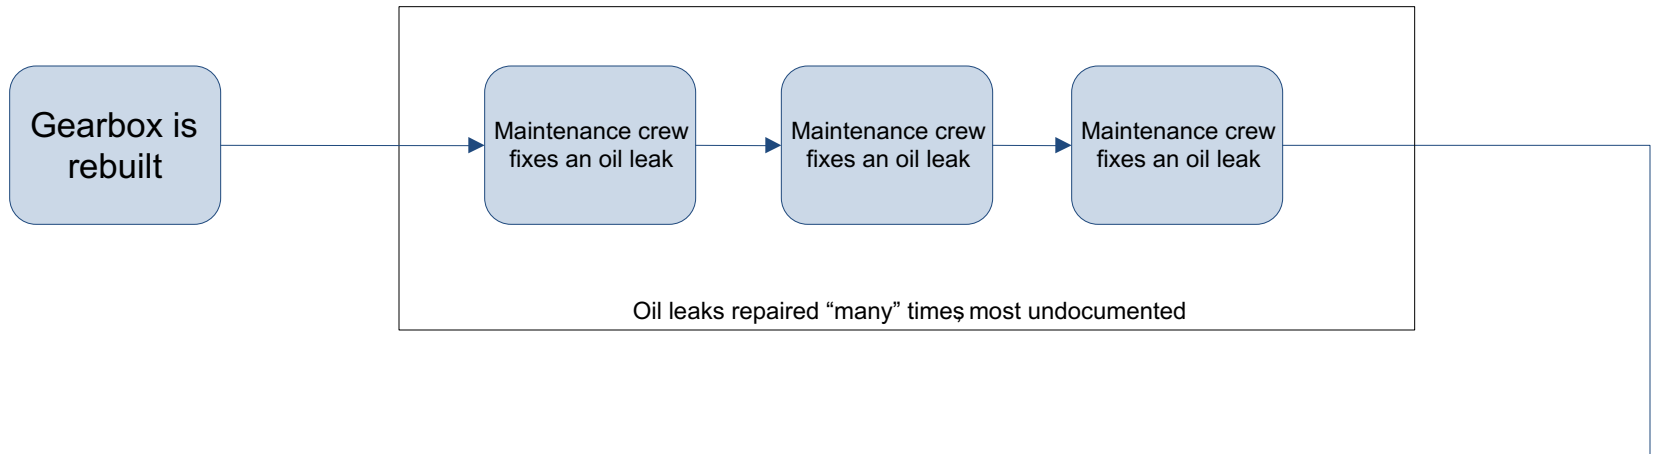 Gearbox is
rebuilt
Maintenance crew
fixes an oil leak
Maintenance crew
fixes an oil leak
Maintenance crew
fixes an oil leak
Oil leaks repaired “many” times, most undocumented